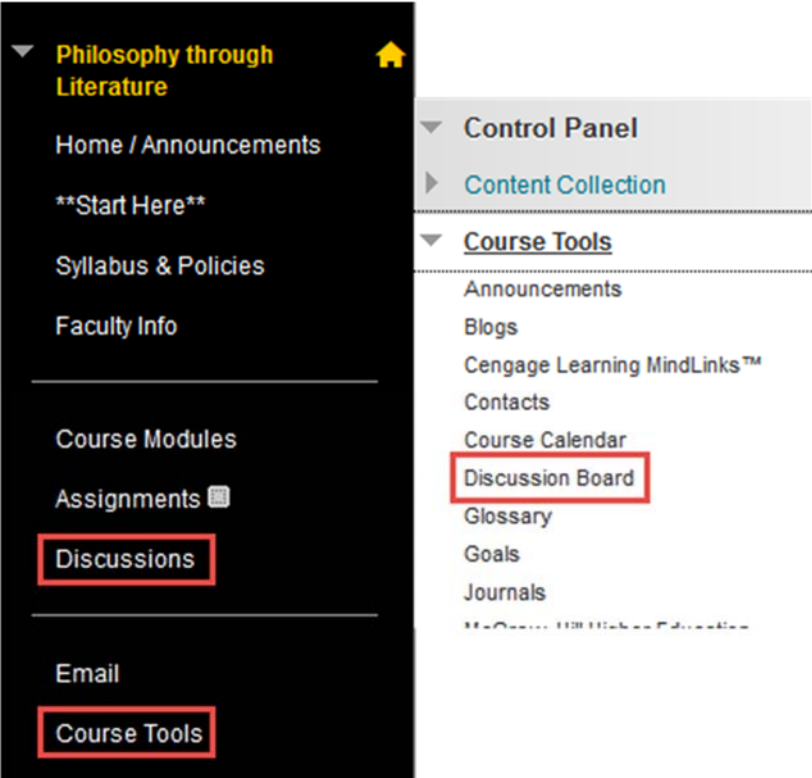 Philosophy through
Literature
Home / Announcements
**Start Here**
Syllabus & Policies
Faculty Info
Course Modules
Assignments
Discussions
Email
Course Tools
Control Panel
Content Collection
Course Tools
Announcements
Blogs
Cengage Learning MindLinks™
Contacts
Course Calendar
Discussion Board
Glossary
Goals
Journals